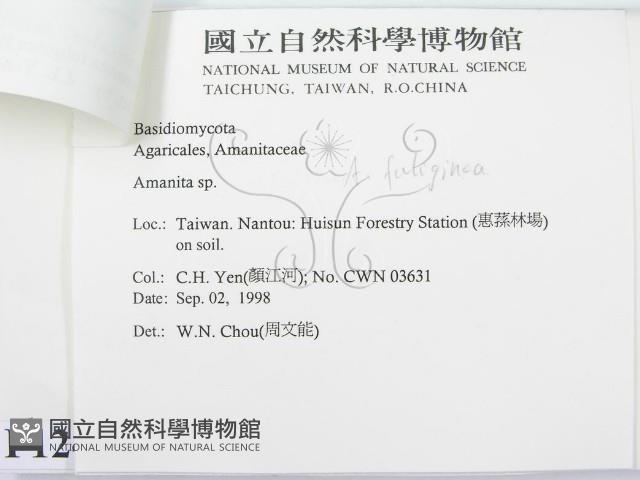 國立自然科學博物館
NATIONAL MUSEUM OF NATURAL SCIENCE
TAICHUNG, TAIWAN, R.O.CHINA
Basidiomycota
Agaricales, Amanitaceae
A. fuliginea
Amanita sp.
Loc.: Taiwan. Nantou: Huisun Forestry Station (惠蓀林場)
on soil.
Col.: C.H. Yen(顏江河); No. CWN 03631
Date: Sep. 02, 1998
Det.: W.N. Chou(周文能)
國立自然科學博物館
NATIONAL MUSEUM OF NATURAL SCIENCE